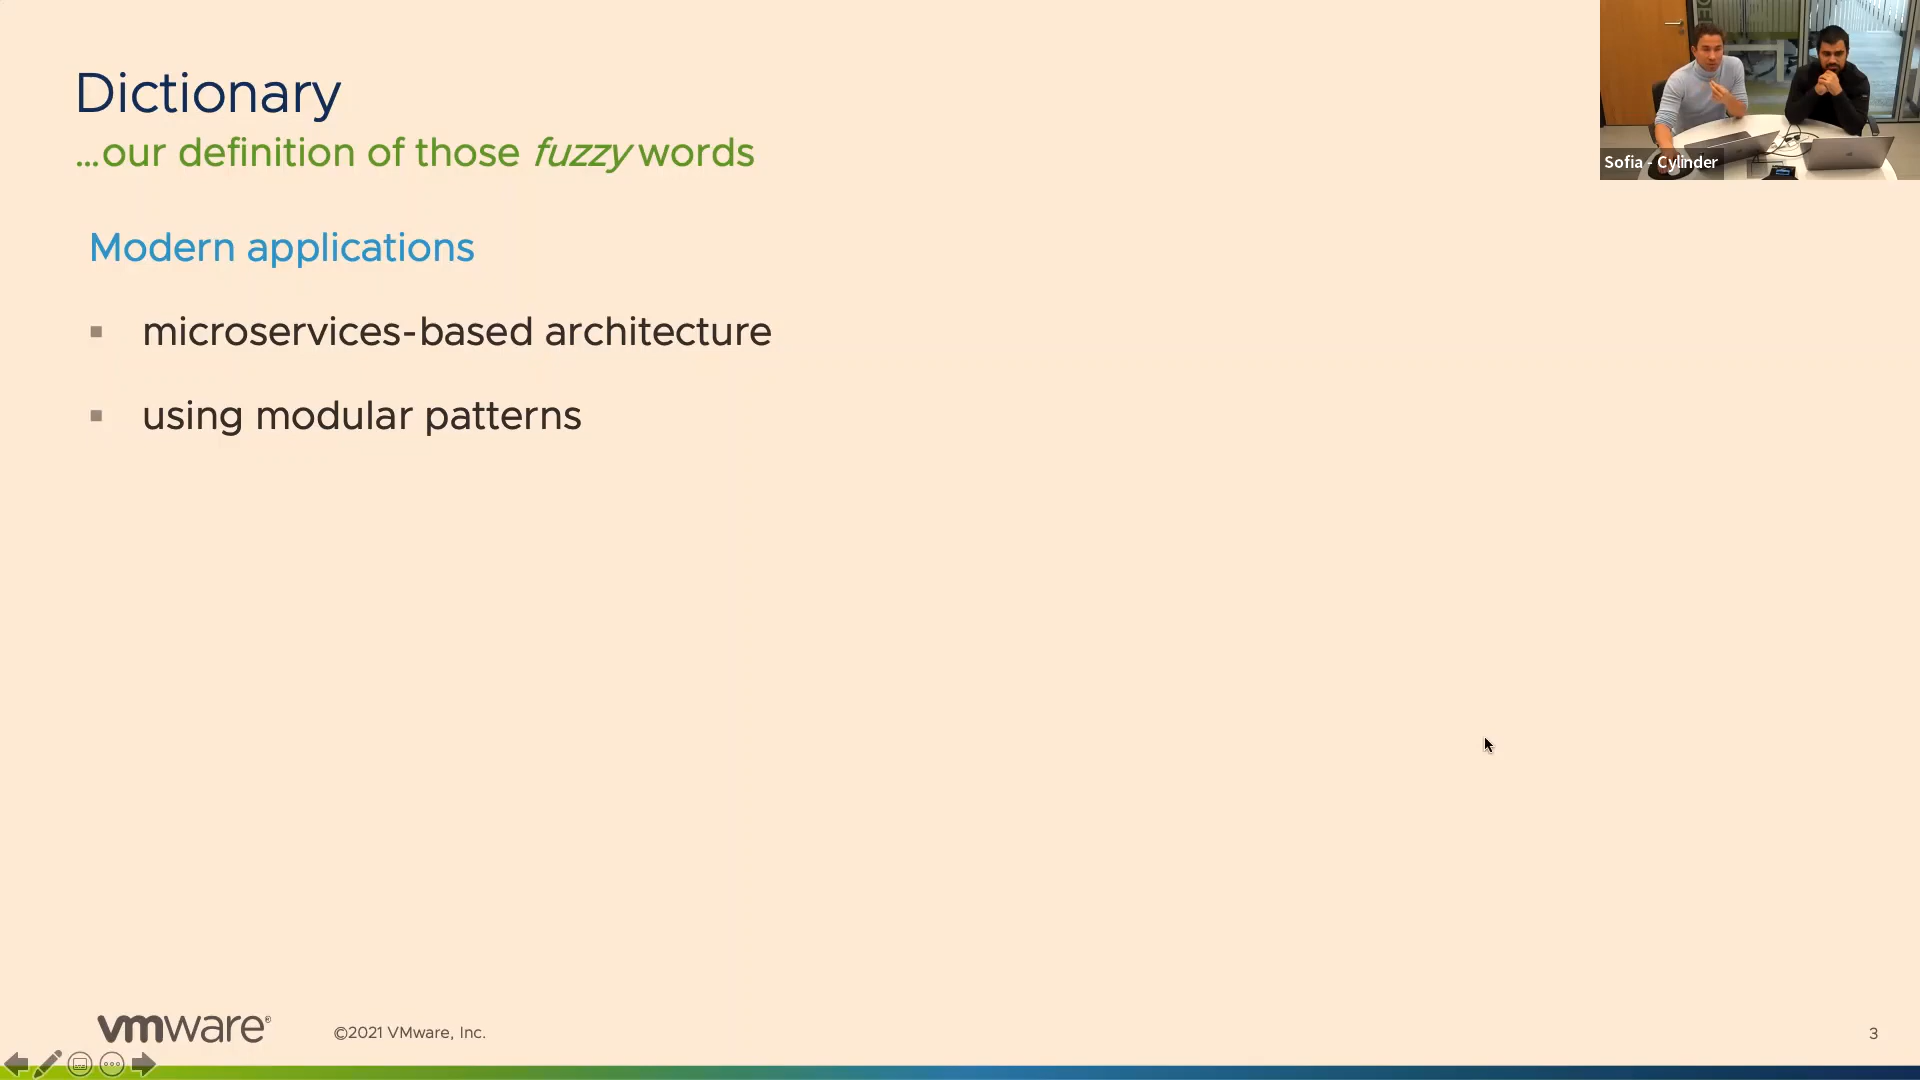 Dictionary
...our definition of those fuzzy words
Modern applications
▪ microservices-based architecture
▪ using modular patterns
Sofia - Cylinder
vmware®
©2021 VMware, Inc.
3